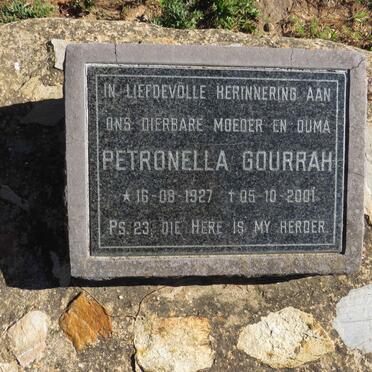 IN LIEFDEVOLLE HERINNERING AAN
ONS DIERBARE MOEDER EN OUMA
PETRONELLA GOURRAH
* 16-08-1927 † 05-10-2001
PS. 23; DIE HERE IS MY HERDER.